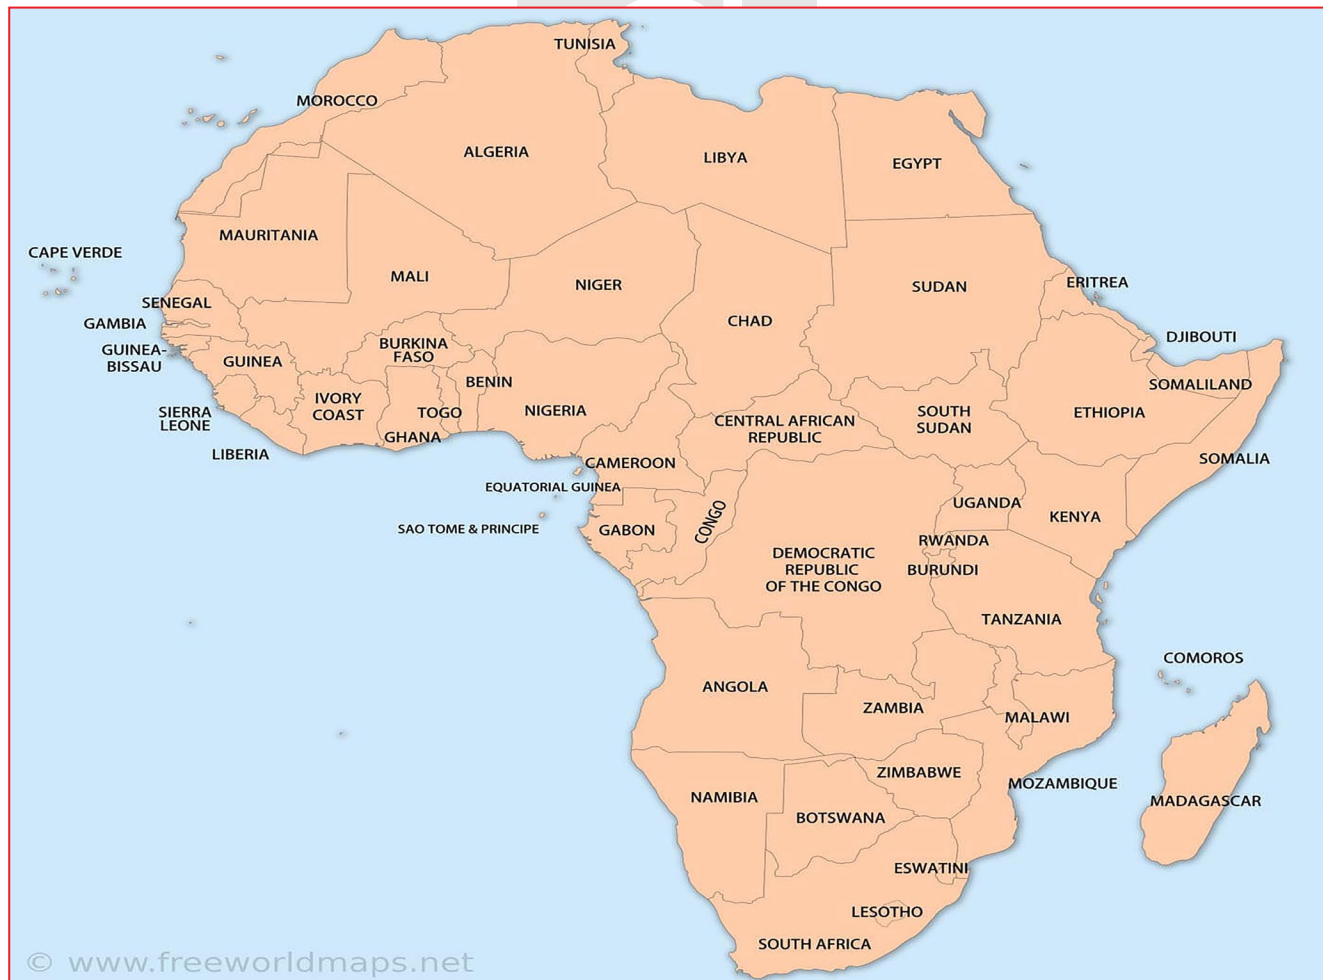 TUNISIA
MOROCCO
ALGERIA
LIBYA
EGYPT
MAURITANIA
CAPE VERDE
MALI
NIGER
SUDAN
ERITREA
SENEGAL
CHAD
GAMBIA
DJIBOUTI
BURKINA
FASO
GUINEA-
BISSAU
GUINEA
BENIN
SOMALILAND
IVORY
COAST
TOGO
NIGERIA
SOUTH
SUDAN
ETHIOPIA
SIERRA
LEONE
CENTRAL AFRICAN
REPUBLIC
GHANA
LIBERIA
CAMEROON
SOMALIA
EQUATORIAL GUINEA
UGANDA
KENYA
CONGO
SAO TOME & PRINCIPE
GABON
RWANDA
DEMOCRATIC
REPUBLIC
OF THE CONGO
BURUNDI
TANZANIA
COMOROS
ANGOLA
ZAMBIA
MALAWI
ZIMBABWE
MOZAMBIQUE
NAMIBIA
MADAGASCAR
BOTSWANA
ESWATINI
LESOTHO
SOUTH AFRICA
© www.freeworldmaps.net